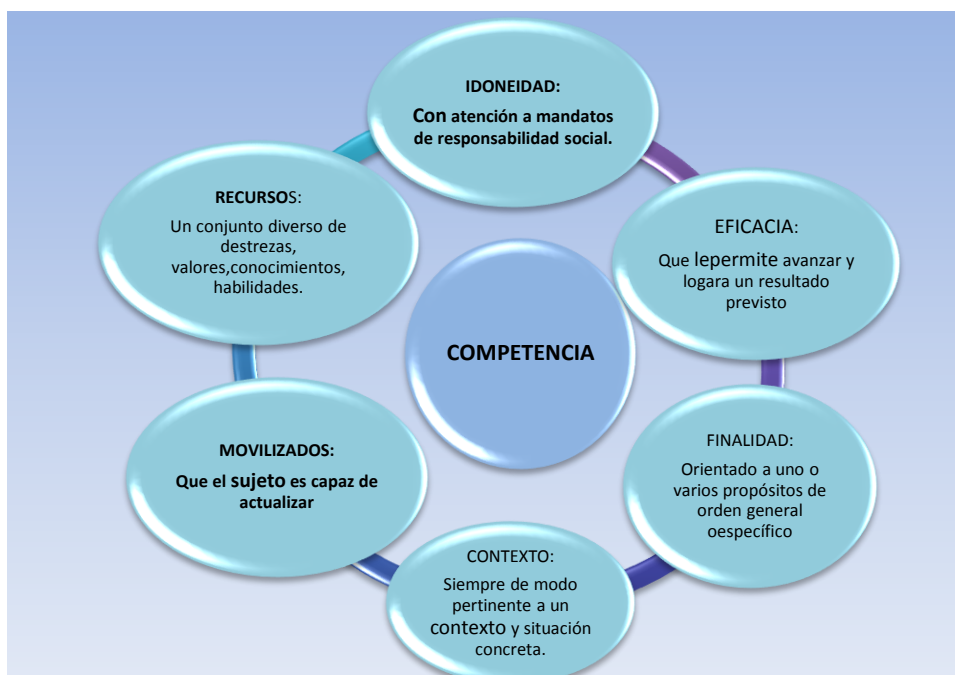 IDONEIDAD:
Con atención a mandatos
de responsabilidad social.
EFICACIA:
Que lepermite avanzar y
logara un resultado
previsto
FINALIDAD:
Orientado a uno o
varios propósitos de
orden general
oespecífico
CONTEXTO:
Siempre de modo
pertinente a un
contexto y situación
concreta.
MOVILIZADOS:
Que el sujeto es capaz de
actualizar
RECURSOS:
Un conjunto diverso de
destrezas,
valores,conocimientos,
habilidades.
COMPETENCIA